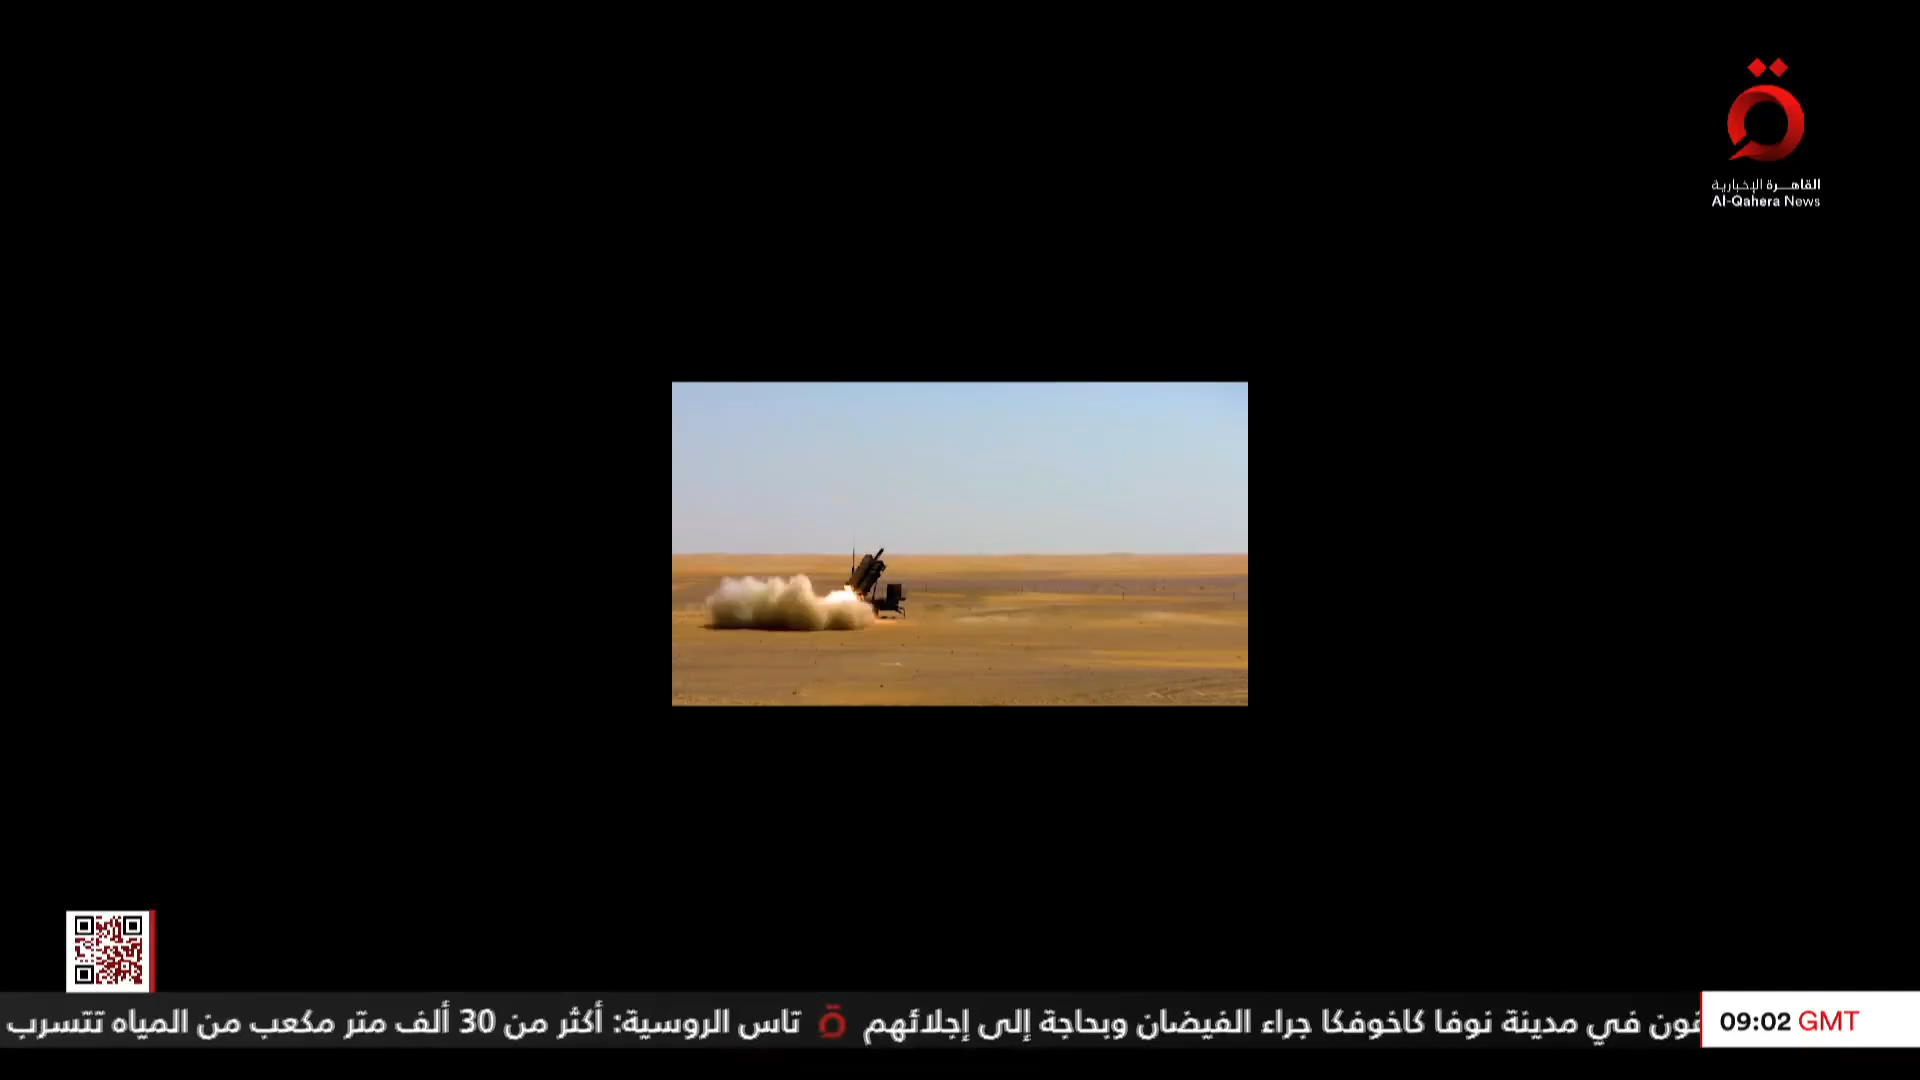 القاهرة الإخبارية
Al-Qahera News
في مدينة نوفا كاخوفكا جراء الفيضان وبحاجة إلى إجلائهم تاس الروسية: أكثر من 30 ألف متر مكعب من المياه تتسرب
09:02 GMT